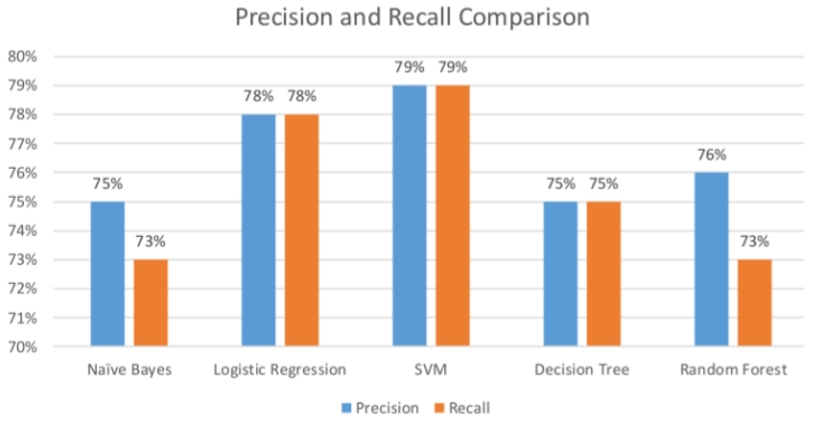 Precision and Recall Comparison
80%
79%
78%
77%
76%
75%
74%
73%
72%
71%
70%
75%
73%
78% 78%
79% 79%
75% 75%
76%
73%
Naïve Bayes
Logistic Regression
SVM
Decision Tree
Random Forest
Precision
Recall